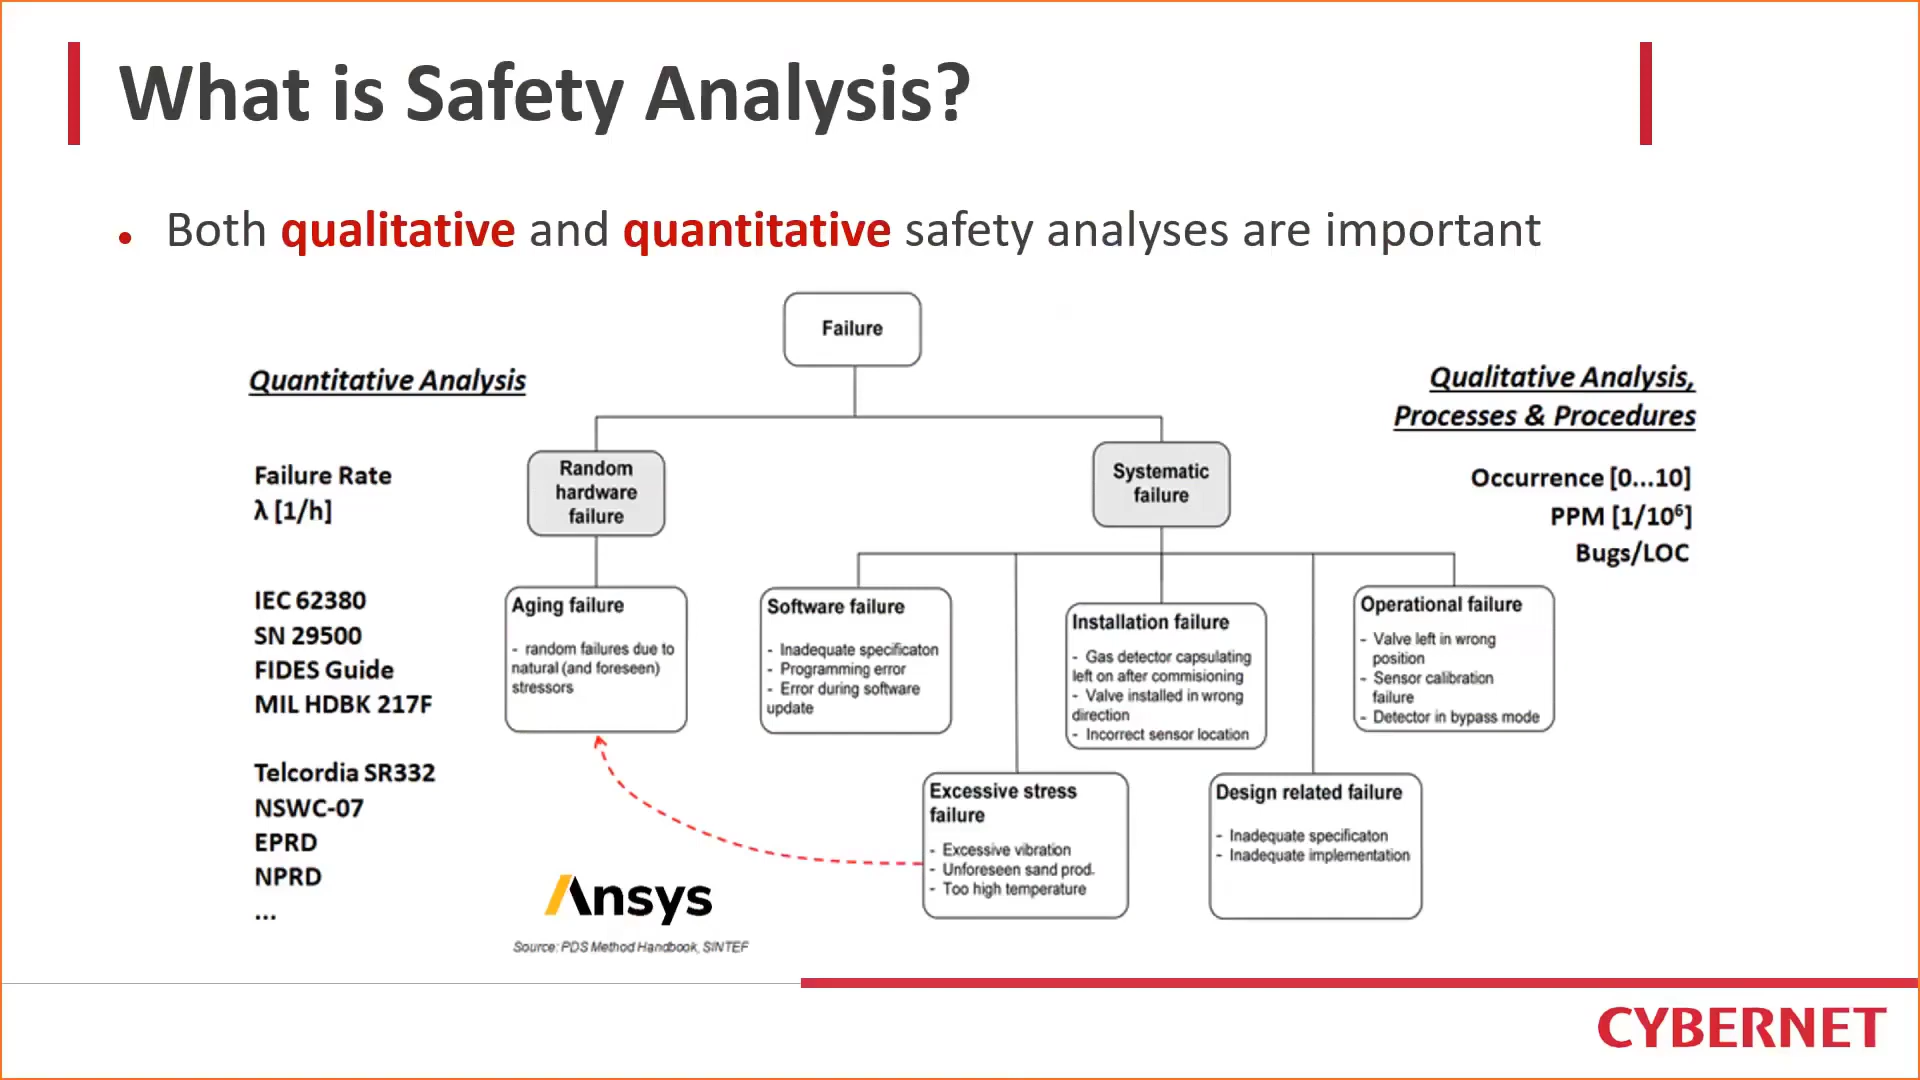 What is Safety Analysis?
• Both qualitative and quantitative safety analyses are important
Failure
Quantitative Analysis
Qualitative Analysis,
Processes & Procedures
Failure Rate
λ [1/h]
Random
hardware
failure
Systematic
failure
Occurrence [0...10]
PPM [1/10⁶]
Bugs/LOC
IEC 62380
SN 29500
FIDES Guide
MIL HDBK 217F
Telcordia SR332
NSWC-07
EPRD
NPRD
...
Aging failure
- random failures due to
natural (and foreseen)
stressors
Software failure
- Inadequate specificaton
- Programming error
- Error during software
update
Installation failure
- Gas detector capsulating
left on after commisioning
- Valve installed in wrong
direction
- Incorrect sensor location
Operational failure
- Valve left in wrong
position
- Sensor calibration
failure
- Detector in bypass mode
Excessive stress
failure
- Excessive vibration
- Unforeseen sand prod.
- Too high temperature
Design related failure
- Inadequate specificaton
- Inadequate implementation
Ansys
Source: PDS Method Handbook, SINTEF
CYBERNET